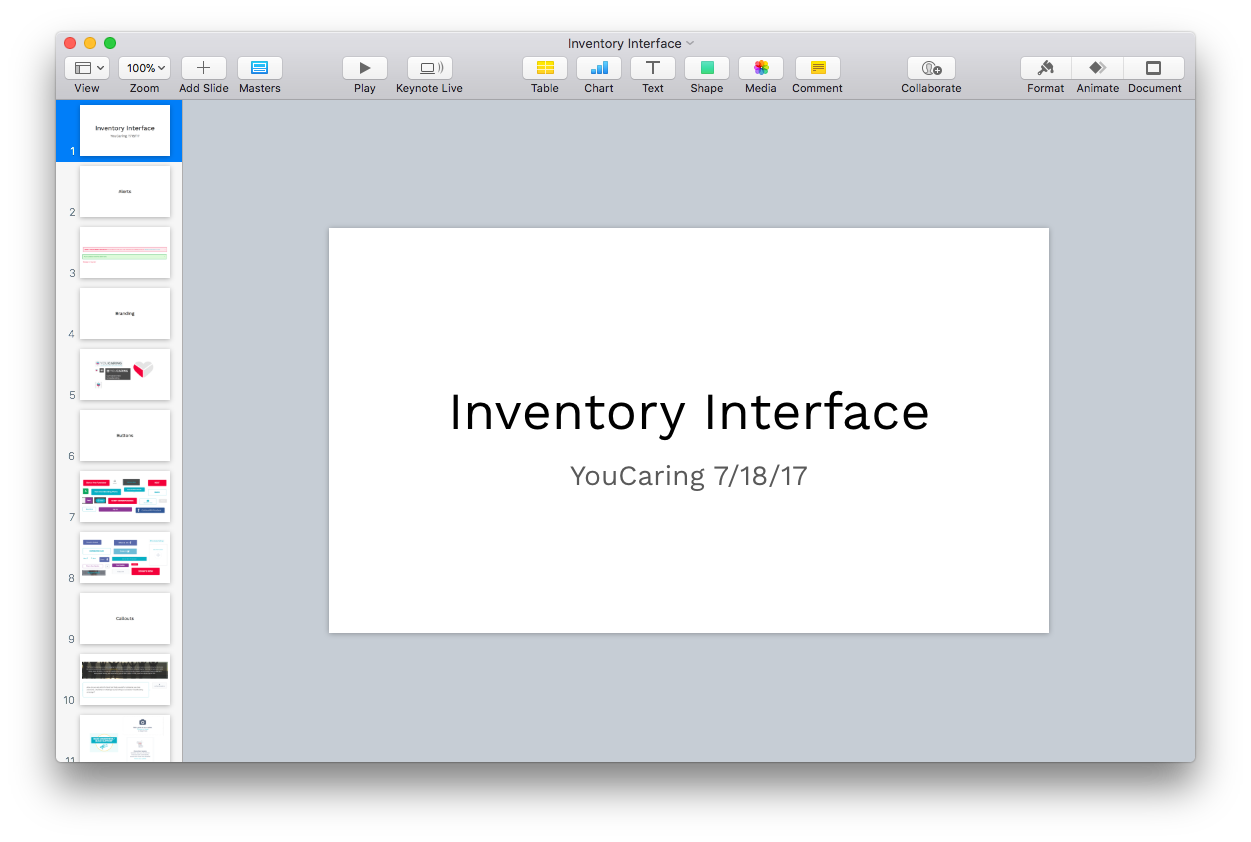 Inventory Interface
100%
View
Zoom
Add Slide
Masters
Play
Keynote Live
Table
Chart
Text
Shape
Media
Comment
Collaborate
Format
Animate
Document
Inventory Interface
YouCaring 7/18/17
1
Alerts
2
3
Branding
4
5
Buttons
6
7
8
Callouts
9
10
11
Inventory Interface
YouCaring 7/18/17